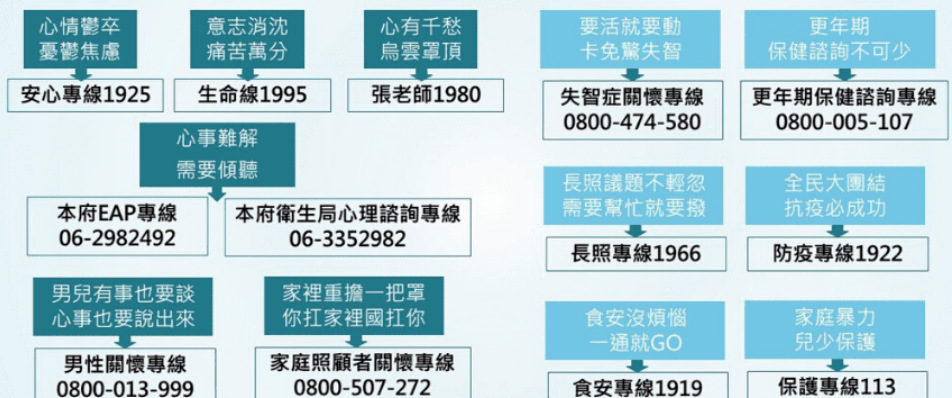 心情鬱卒
憂鬱焦慮
安心專線1925
意志消沈
痛苦萬分
生命線1995
心有千愁
烏雲罩頂
張老師1980
心事難解
需要傾聽
本府EAP專線
06-2982492
本府衛生局心理諮詢專線
06-3352982
男兒有事也要談
心事也要說出來
男性關懷專線
0800-013-999
家裡重擔一把罩
你扛家裡國扛你
家庭照顧者關懷專線
0800-507-272
要活就要動
卡免驚失智
失智症關懷專線
0800-474-580
更年期
保健諮詢不可少
更年期保健諮詢專線
0800-005-107
長照議題不輕忽
需要幫忙就要撥
長照專線1966
全民大團結
抗疫必成功
防疫專線1922
食安沒煩惱
一通就GO
食安專線1919
家庭暴力
兒少保護
保護專線113